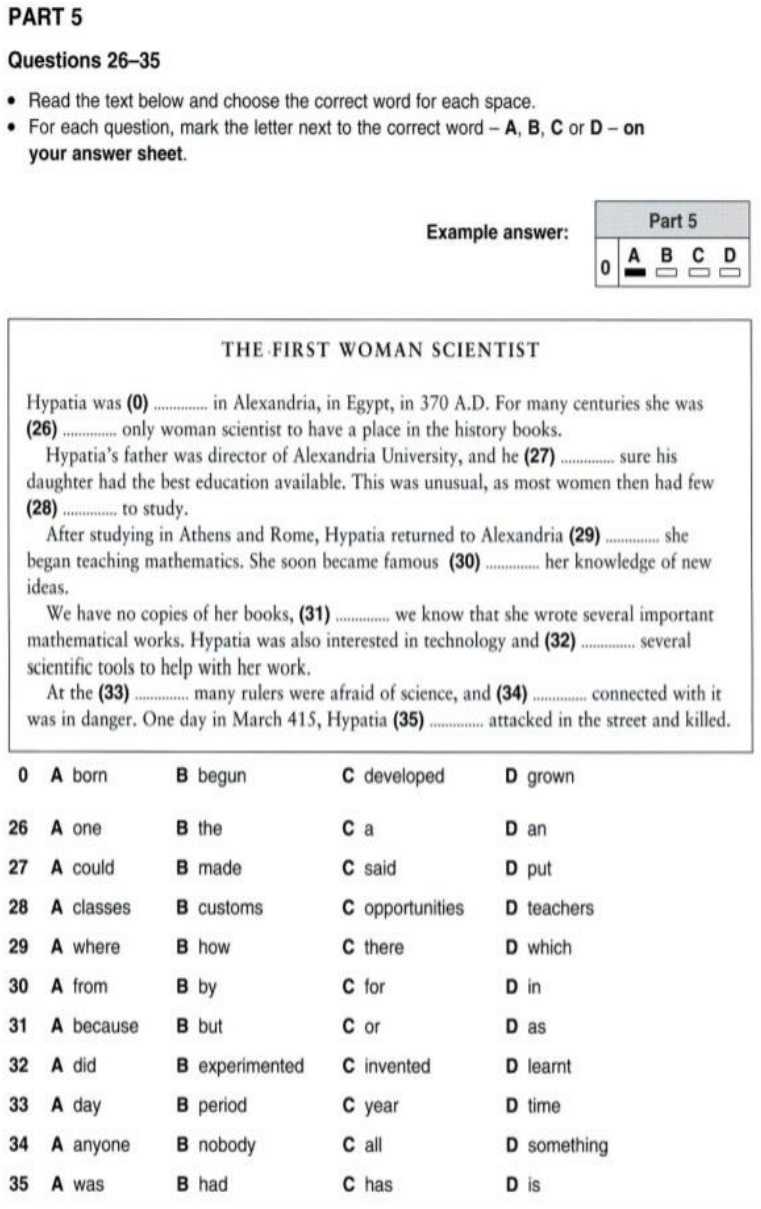 PART 5
Questions 26–35
• Read the text below and choose the correct word for each space.
• For each question, mark the letter next to the correct word – A, B, C or D – on
your answer sheet.
Example answer:
Part 5
0 A B C D
THE FIRST WOMAN SCIENTIST
Hypatia was (0) ............. in Alexandria, in Egypt, in 370 A.D. For many centuries she was
(26) ............. only woman scientist to have a place in the history books.
Hypatia's father was director of Alexandria University, and he (27) ............. sure his
daughter had the best education available. This was unusual, as most women then had few
(28) ............. to study.
After studying in Athens and Rome, Hypatia returned to Alexandria (29) ............. she
began teaching mathematics. She soon became famous (30) ............. her knowledge of new
ideas.
We have no copies of her books, (31) ............. we know that she wrote several important
mathematical works. Hypatia was also interested in technology and (32) ............. several
scientific tools to help with her work.
At the (33) ............. many rulers were afraid of science, and (34) ............. connected with it
was in danger. One day in March 415, Hypatia (35) ............. attacked in the street and killed.
0 A born B begun C developed D grown
26 A one B the C a D an
27 A could B made C said D put
28 A classes B customs C opportunities D teachers
29 A where B how C there D which
30 A from B by C for D in
31 A because B but C or D as
32 A did B experimented C invented D learnt
33 A day B period C year D time
34 A anyone B nobody C all D something
35 A was B had C has D is